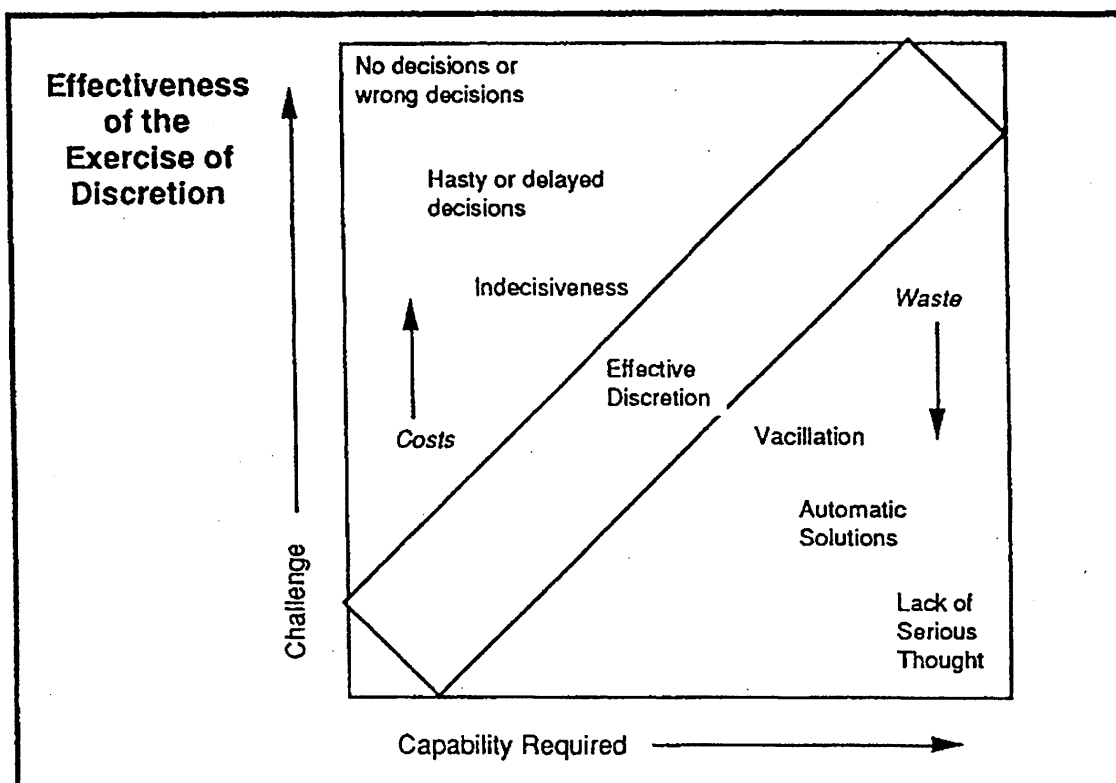 Effectiveness
of the
Exercise of
Discretion
No decisions or
wrong decisions
Hasty or delayed
decisions
Indecisiveness
Costs
Effective
Discretion
Waste
Vacillation
Automatic
Solutions
Lack of
Serious
Thought
Challenge
Capability Required